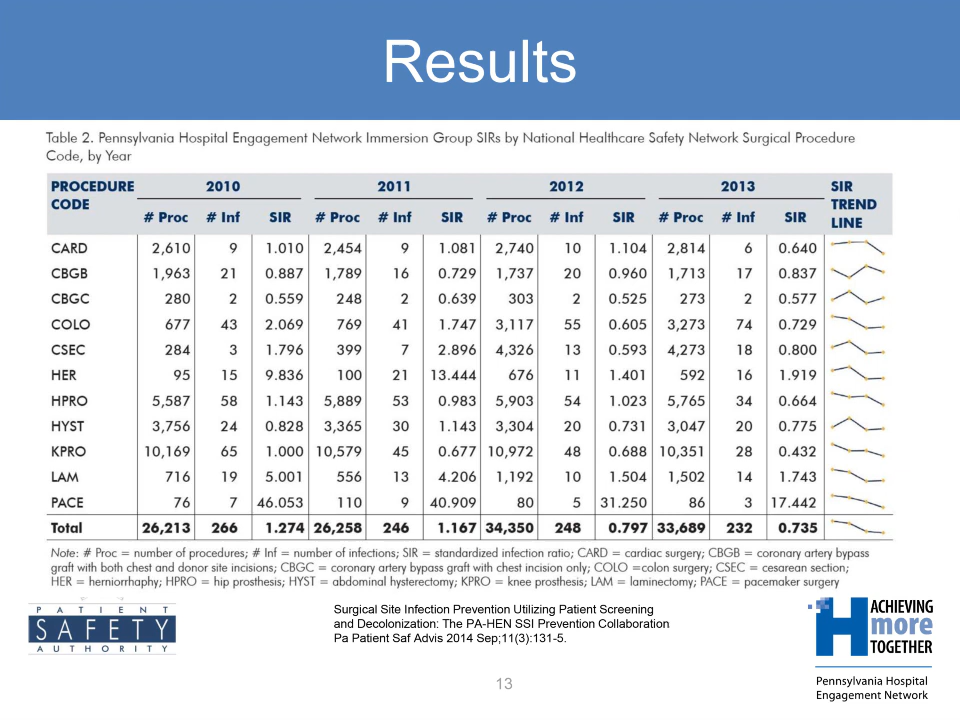 Results
Table 2. Pennsylvania Hospital Engagement Network Immersion Group SIRs by National Healthcare Safety Network Surgical Procedure
Code, by Year
PROCEDURE CODE 2010 2011 2012 2013 SIR TREND LINE
# Proc # Inf SIR # Proc # Inf SIR # Proc # Inf SIR # Proc # Inf SIR
CARD 2,610 9 1.010 2,454 9 1.081 2,740 10 1.104 2,814 6 0.640
CBGB 1,963 21 0.887 1,789 16 0.729 1,737 20 0.960 1,713 17 0.837
CBGC 280 2 0.559 248 2 0.639 303 2 0.525 273 2 0.577
COLO 677 43 2.069 769 41 1.747 3,117 55 0.605 3,273 74 0.729
CSEC 284 3 1.796 399 7 2.896 4,326 13 0.593 4,273 18 0.800
HER 95 15 9.836 100 21 13.444 676 11 1.401 592 16 1.919
HPRO 5,587 58 1.143 5,889 53 0.983 5,903 54 1.023 5,765 34 0.664
HYST 3,756 24 0.828 3,365 30 1.143 3,304 20 0.731 3,047 20 0.775
KPRO 10,169 65 1.000 10,579 45 0.677 10,972 48 0.688 10,351 28 0.432
LAM 716 19 5.001 556 13 4.206 1,192 10 1.504 1,502 14 1.743
PACE 76 7 46.053 110 9 40.909 80 5 31.250 86 3 17.442
Total 26,213 266 1.274 26,258 246 1.167 34,350 248 0.797 33,689 232 0.735
Note: # Proc = number of procedures; # Inf = number of infections; SIR = standardized infection ratio; CARD = cardiac surgery; CBGB = coronary artery bypass
graft with both chest and donor site incisions; CBGC = coronary artery bypass graft with chest incision only; COLO =colon surgery; CSEC = cesarean section;
HER = herniorrhaphy; HPRO = hip prosthesis; HYST = abdominal hysterectomy; KPRO = knee prosthesis; LAM = laminectomy; PACE = pacemaker surgery
PATIENT
SAFETY
AUTHORITY
Surgical Site Infection Prevention Utilizing Patient Screening
and Decolonization: The PA-HEN SSI Prevention Collaboration
Pa Patient Saf Advis 2014 Sep;11(3):131-5.
H ACHIEVING
more
TOGETHER
Pennsylvania Hospital
Engagement Network
13